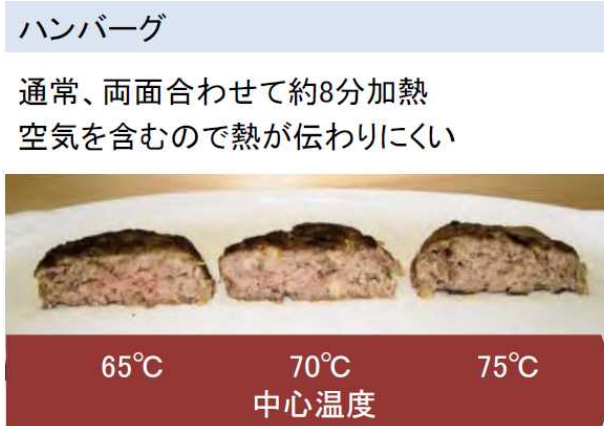 ハンバーグ
通常、両面合わせて約8分加熱
空気を含むので熱が伝わりにくい
65℃
70℃
75℃
中心温度